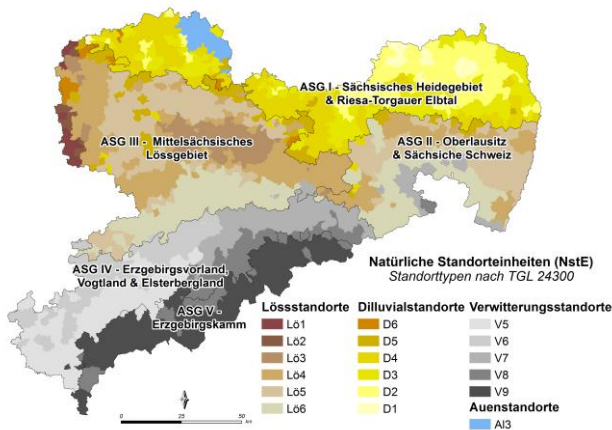 ASG I - Sächsisches Heidegebiet
& Riesa-Torgauer Elbtal
ASG III - Mittelsächsisches
Lössgebiet
ASG II - Oberlausitz
& Sächsiche Schweiz
ASG IV - Erzgebirgsvorland,
Vogtland & Elsterbergland
ASG V -
Erzgebirgskamm
Natürliche Standorteinheiten (NstE)
Standorttypen nach TGL 24300
Lössstandorte
Lö1
Lö2
Lö3
Lö4
Lö5
Lö6
Dilluvialstandorte
D6
D5
D4
D3
D2
D1
Verwitterungsstandorte
V5
V6
V7
V8
V9
Auenstandorte
Al3
0 25 50
km